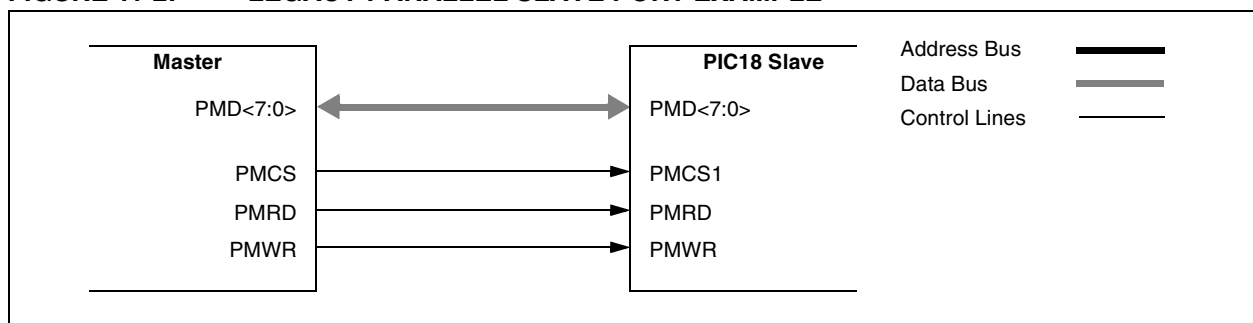 Master
PIC18 Slave
Address Bus
Data Bus
Control Lines
PMD<7:0>
PMD<7:0>
PMCS
PMCS1
PMRD
PMRD
PMWR
PMWR